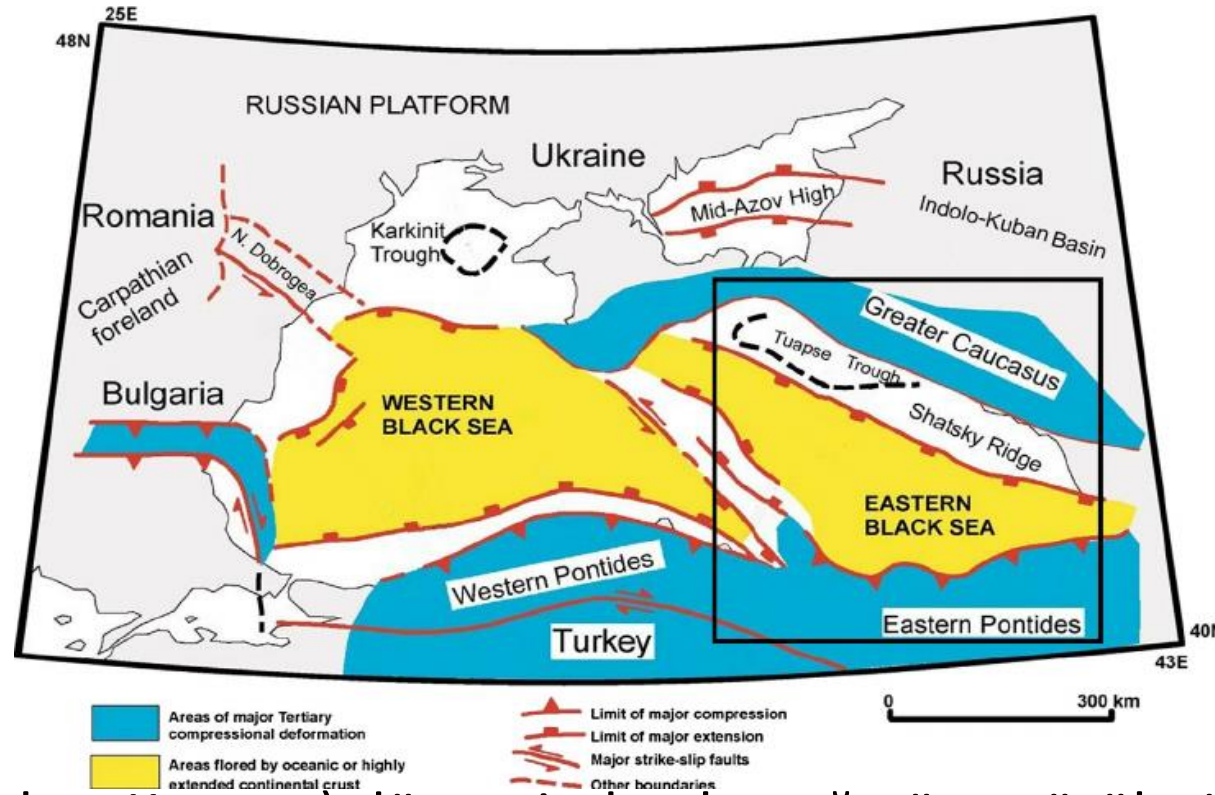 25E
48N
RUSSIAN PLATFORM
Ukraine
Russia
Romania
Mid-Azov High
Indolo-Kuban Basin
Karkinit
Trough
N. Dobrogea
Carpathian
foreland
Greater Caucasus
Tuapse Trough
Bulgaria
WESTERN
BLACK SEA
Shatsky Ridge
EASTERN
BLACK SEA
Western Pontides
Eastern Pontides
Turkey
40N
43E
0 300 km
Areas of major Tertiary
compressional deformation
Areas flored by oceanic or highly
extended continental crust
Limit of major compression
Limit of major extension
Major strike-slip faults
Other boundaries